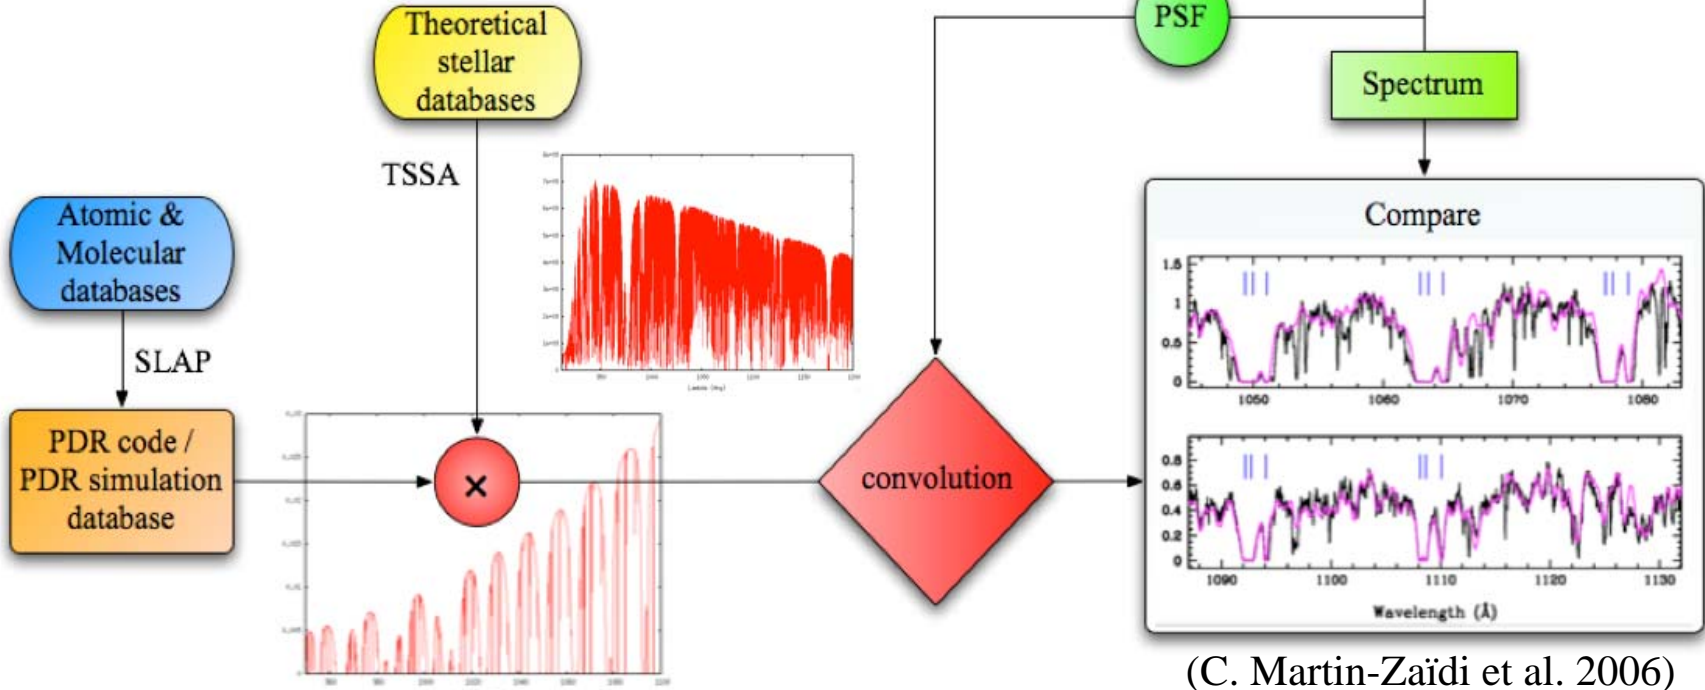 Theoretical
stellar
databases
PSF
Spectrum
TSSA
Atomic &
Molecular
databases
SLAP
PDR code /
PDR simulation
database
×
convolution
Compare
1.5
1
0.5
0
1050 1060 1070 1080
0.8
0.6
0.4
0.2
0
1090 1100 1110 1120 1130
Wavelength (Å)
(C. Martin-Zaïdi et al. 2006)